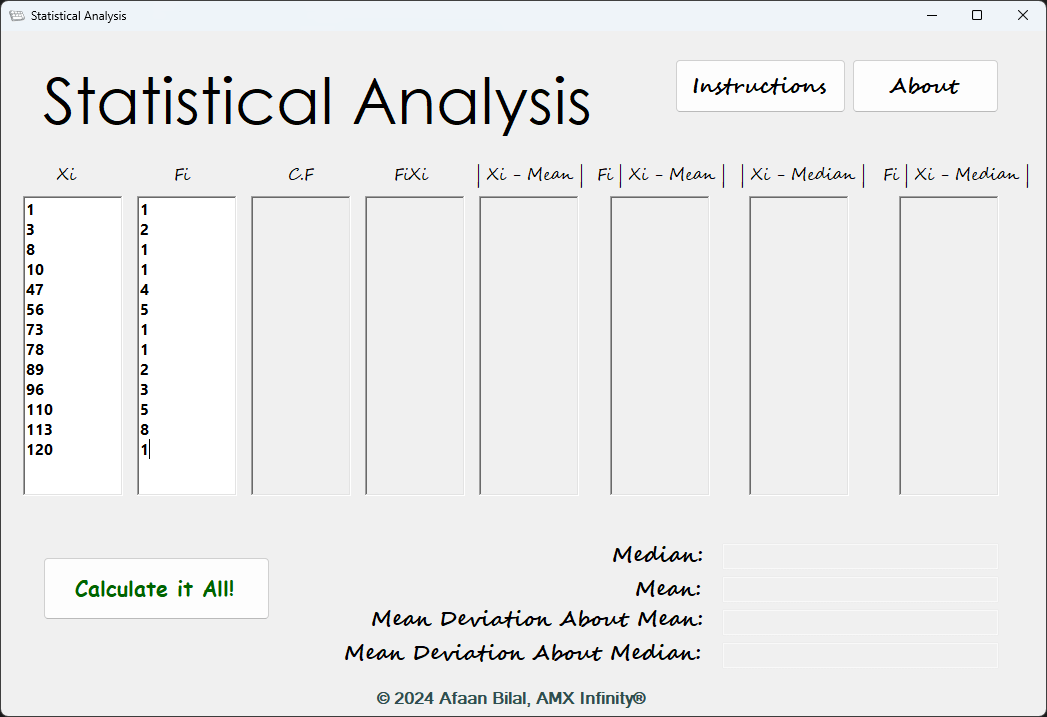 Statistical Analysis
Statistical Analysis
Instructions
About
Xi Fi C.F FiXi | Xi - Mean | Fi | Xi - Mean | | Xi - Median | Fi | Xi - Median |
1 1
3 2
8 1
10 1
47 4
56 5
73 1
78 1
89 2
96 3
110 5
113 8
120 1
Median:
Calculate it All!
Mean:
Mean Deviation About Mean:
Mean Deviation About Median:
© 2024 Afaan Bilal, AMX Infinity®